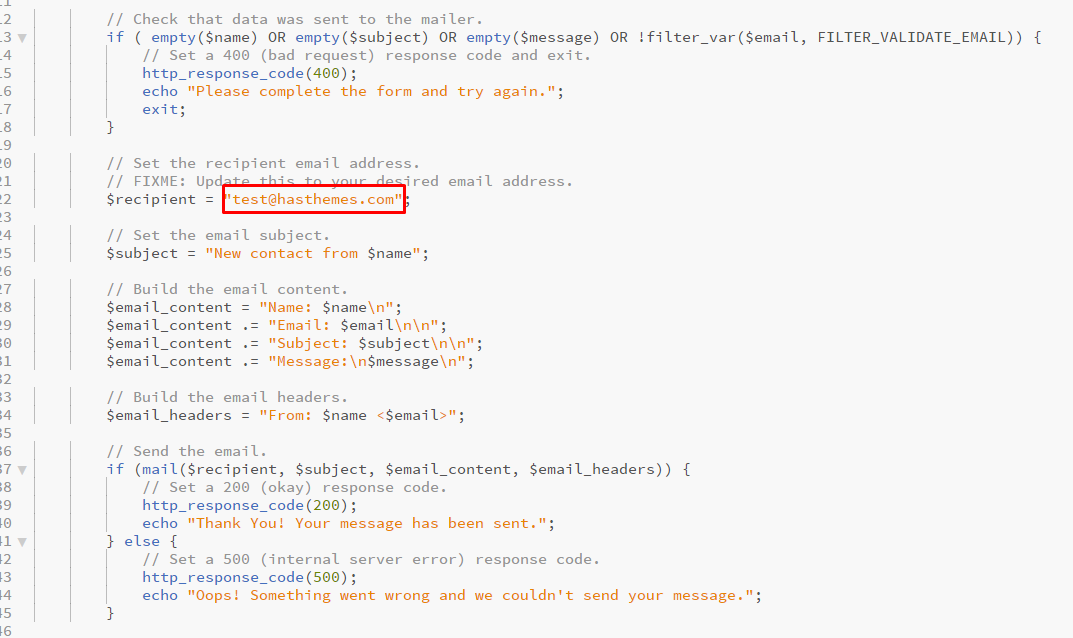 12 // Check that data was sent to the mailer.
13 if ( empty($name) OR empty($subject) OR empty($message) OR !filter_var($email, FILTER_VALIDATE_EMAIL)) {
14 // Set a 400 (bad request) response code and exit.
15 http_response_code(400);
16 echo "Please complete the form and try again.";
17 exit;
18 }
19
20 // Set the recipient email address.
21 // FIXME: Update this to your desired email address.
22 $recipient = "test@hasthemes.com";
23
24 // Set the email subject.
25 $subject = "New contact from $name";
26
27 // Build the email content.
28 $email_content = "Name: $name\n";
29 $email_content .= "Email: $email\n\n";
30 $email_content .= "Subject: $subject\n\n";
31 $email_content .= "Message:\n$message\n";
32
33 // Build the email headers.
34 $email_headers = "From: $name <$email>";
35
36 // Send the email.
37 if (mail($recipient, $subject, $email_content, $email_headers)) {
38 // Set a 200 (okay) response code.
39 http_response_code(200);
40 echo "Thank You! Your message has been sent.";
41 } else {
42 // Set a 500 (internal server error) response code.
43 http_response_code(500);
44 echo "Oops! Something went wrong and we couldn't send your message.";
45 }
46